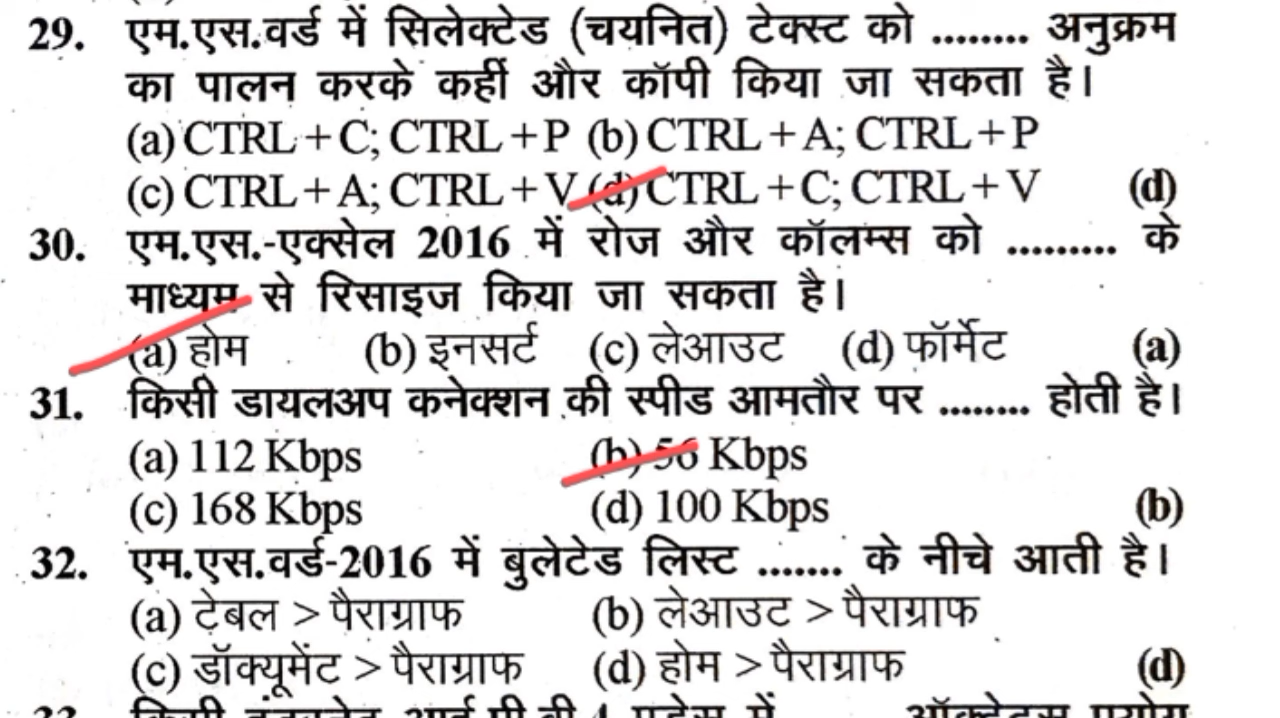 29. एम.एस.वर्ड में सिलेक्टेड (चयनित) टेक्स्ट को ........ अनुक्रम
का पालन करके कहीं और कॉपी किया जा सकता है।
(a) CTRL + C; CTRL + P (b) CTRL + A; CTRL + P
(c) CTRL + A; CTRL + V (d) CTRL + C; CTRL + V (d)
30. एम.एस.-एक्सेल 2016 में रोज और कॉलम्स को ......... के
माध्यम से रिसाइज किया जा सकता है।
(a) होम (b) इनसर्ट (c) लेआउट (d) फॉर्मेट (a)
31. किसी डायलअप कनेक्शन की स्पीड आमतौर पर ........ होती है।
(a) 112 Kbps (b) 56 Kbps
(c) 168 Kbps (d) 100 Kbps (b)
32. एम.एस.वर्ड-2016 में बुलेटेड लिस्ट ....... के नीचे आती है।
(a) टेबल > पैराग्राफ (b) लेआउट > पैराग्राफ
(c) डॉक्यूमेंट > पैराग्राफ (d) होम > पैराग्राफ (d)